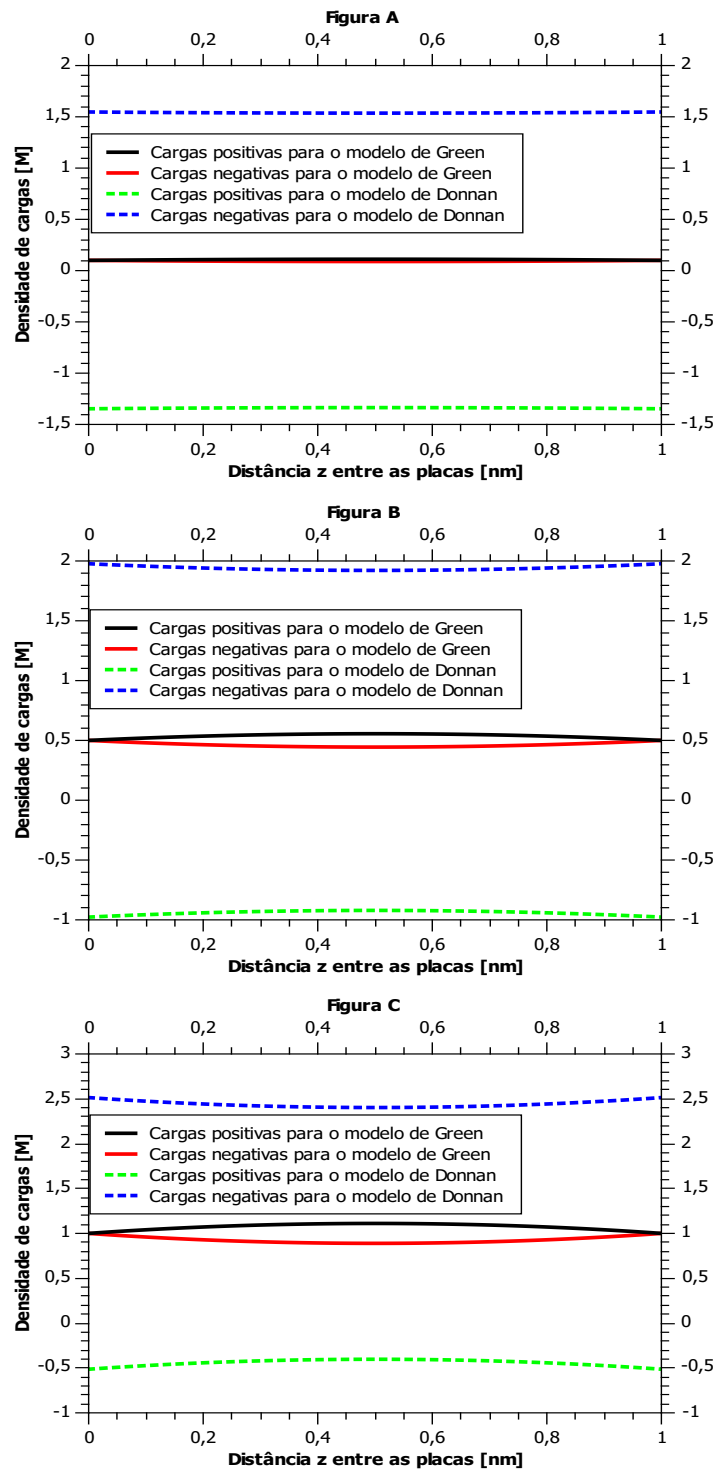 Figura A
0 0,2 0,4 0,6 0,8 1
2 2
1,5 1,5
1 1
0,5 0,5
0 0
-0,5 -0,5
-1 -1
-1,5 -1,5
Densidade de cargas [M]
Cargas positivas para o modelo de Green
Cargas negativas para o modelo de Green
Cargas positivas para o modelo de Donnan
Cargas negativas para o modelo de Donnan
0 0,2 0,4 0,6 0,8 1
Distância z entre as placas [nm]
Figura B
0 0,2 0,4 0,6 0,8 1
2 2
1,5 1,5
1 1
0,5 0,5
0 0
-0,5 -0,5
-1 -1
Densidade de cargas [M]
Cargas positivas para o modelo de Green
Cargas negativas para o modelo de Green
Cargas positivas para o modelo de Donnan
Cargas negativas para o modelo de Donnan
0 0,2 0,4 0,6 0,8 1
Distância z entre as placas [nm]
Figura C
0 0,2 0,4 0,6 0,8 1
3 3
2,5 2,5
2 2
1,5 1,5
1 1
0,5 0,5
0 0
-0,5 -0,5
-1 -1
Densidade de cargas [M]
Cargas positivas para o modelo de Green
Cargas negativas para o modelo de Green
Cargas positivas para o modelo de Donnan
Cargas negativas para o modelo de Donnan
0 0,2 0,4 0,6 0,8 1
Distância z entre as placas [nm]